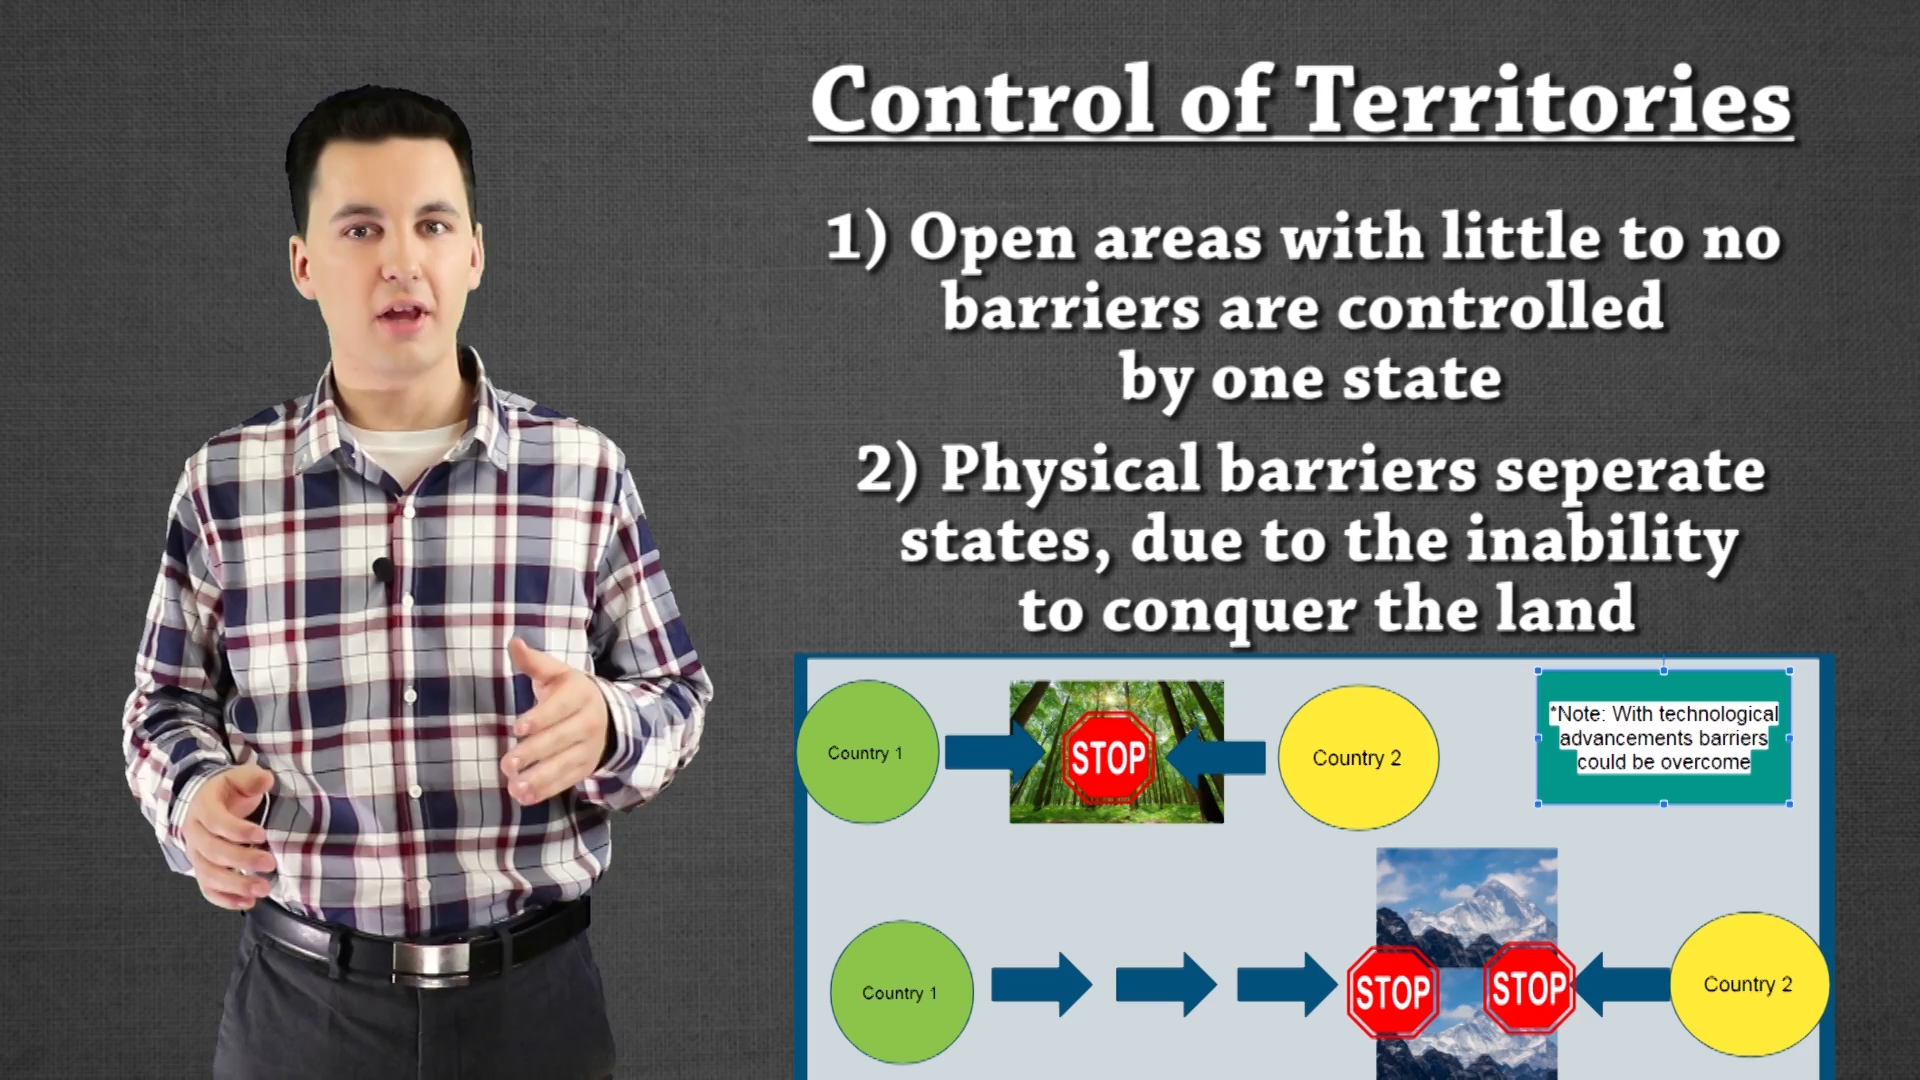 Control of Territories
1) Open areas with little to no
barriers are controlled
by one state
2) Physical barriers seperate
states, due to the inability
to conquer the land
Country 1
STOP
Country 2
*Note: With technological
advancements barriers
could be overcome
Country 1
STOP
STOP
Country 2